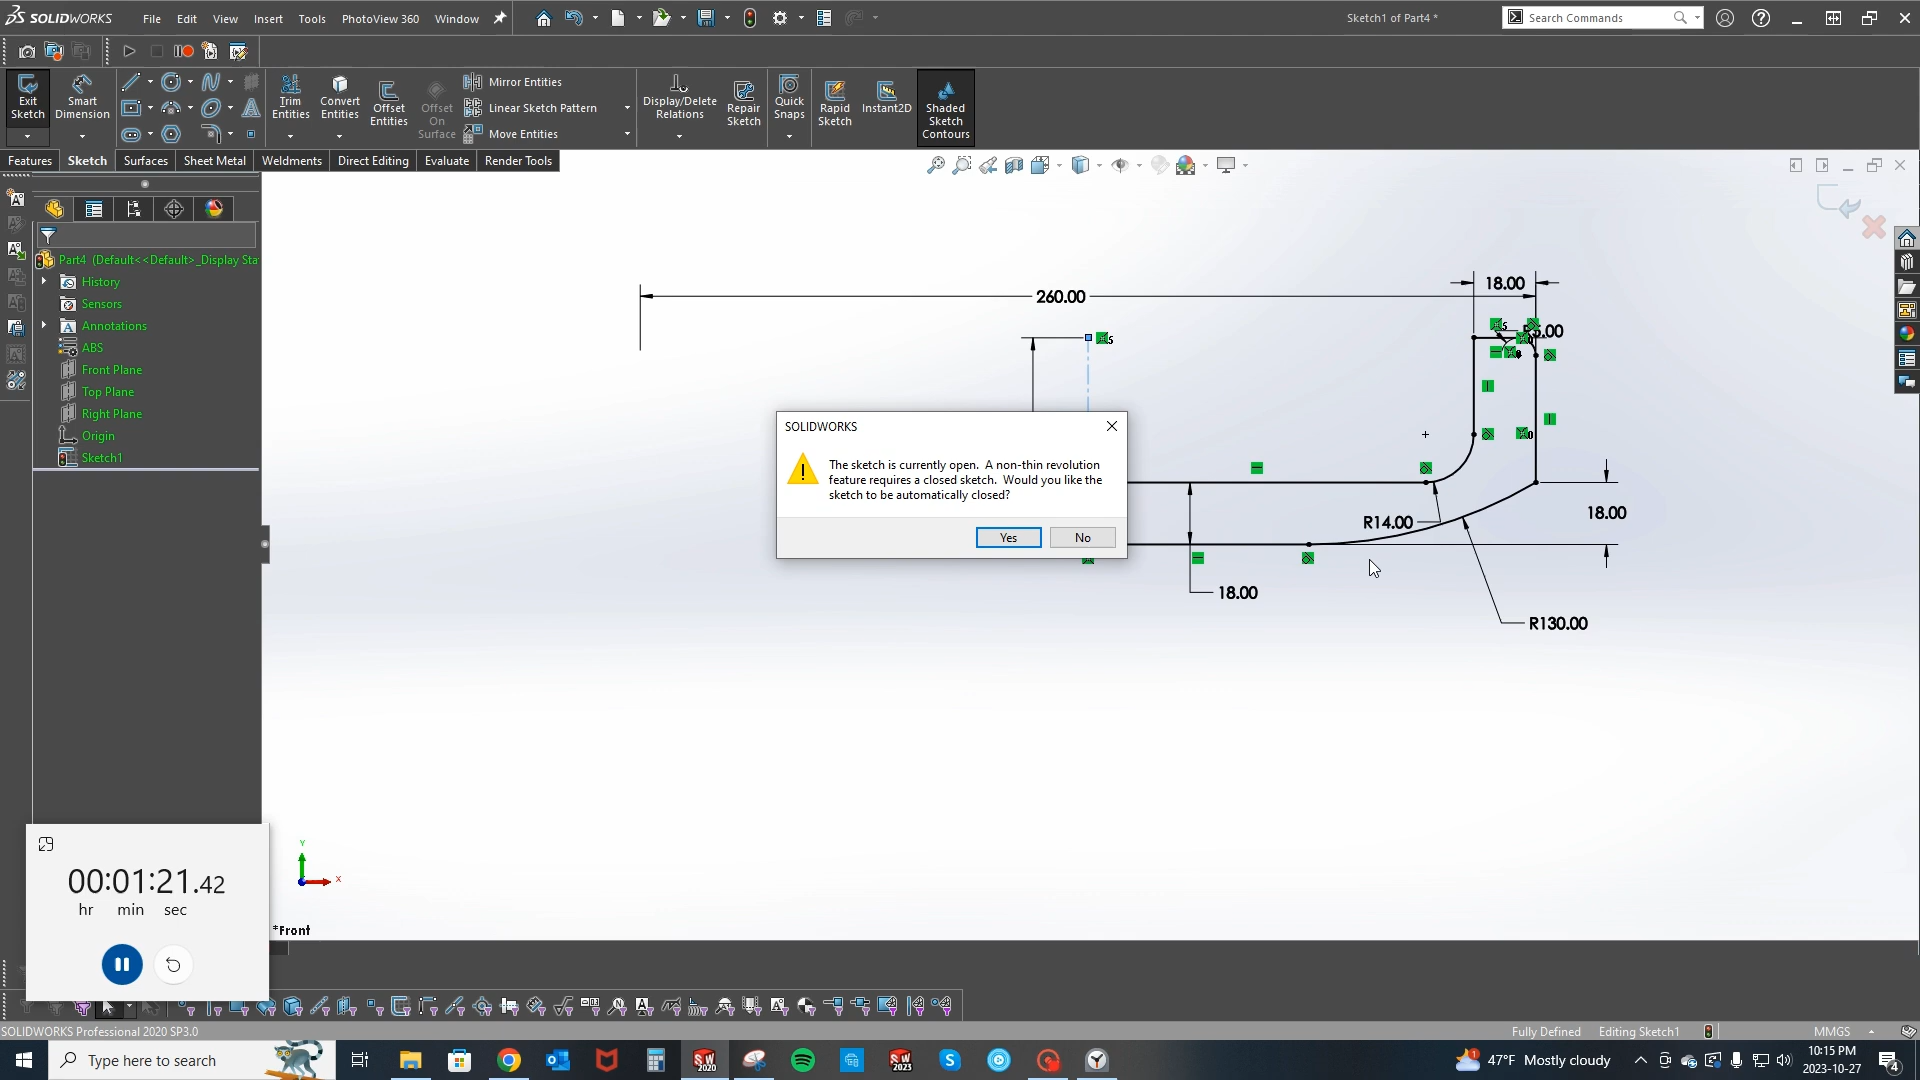 SOLIDWORKS
File Edit View Insert Tools PhotoView 360 Window
Sketch1 of Part4 *
Search Commands
Exit Sketch
Smart Dimension
Trim Entities
Convert Entities
Offset Entities
Offset On Surface
Mirror Entities
Linear Sketch Pattern
Move Entities
Display/Delete Relations
Repair Sketch
Quick Snaps
Rapid Sketch
Instant2D
Shaded Sketch Contours
Features Sketch Surfaces Sheet Metal Weldments Direct Editing Evaluate Render Tools
Part4 (Default<<Default>_Display Sta
History
Sensors
Annotations
ABS
Front Plane
Top Plane
Right Plane
Origin
Sketch1
260.00
18.00
SOLIDWORKS
The sketch is currently open. A non-thin revolution
feature requires a closed sketch. Would you like the
sketch to be automatically closed?
Yes No
R14.00
18.00
18.00
R130.00
00:01:21.42
hr min sec
Y
X
*Front
SOLIDWORKS Professional 2020 SP3.0
Fully Defined Editing Sketch1 MMGS
Type here to search
47°F Mostly cloudy
10:15 PM
2023-10-27
4